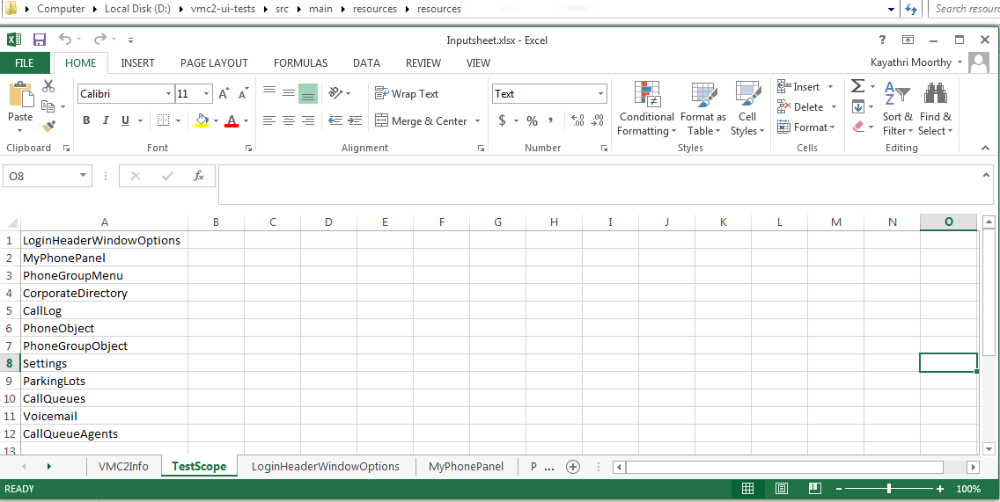 Computer Local Disk (D:) vmc2-ui-tests src main resources resources Search resourc
Inputsheet.xlsx - Excel ?
FILE HOME INSERT PAGE LAYOUT FORMULAS DATA REVIEW VIEW Kayathri Moorthy
Calibri 11 A A Wrap Text Text Insert Σ
Paste B I U A Merge & Center $ % , Conditional Format as Cell Delete Sort & Find &
Formatting Table Styles Format Filter Select
Clipboard Font Alignment Number Styles Cells Editing
O8 fx
A B C D E F G H I J K L M N O
1 LoginHeaderWindowOptions
2 MyPhonePanel
3 PhoneGroupMenu
4 CorporateDirectory
5 CallLog
6 PhoneObject
7 PhoneGroupObject
8 Settings
9 ParkingLots
10 CallQueues
11 Voicemail
12 CallQueueAgents
13
VMC2Info TestScope LoginHeaderWindowOptions MyPhonePanel P ...
READY 100%